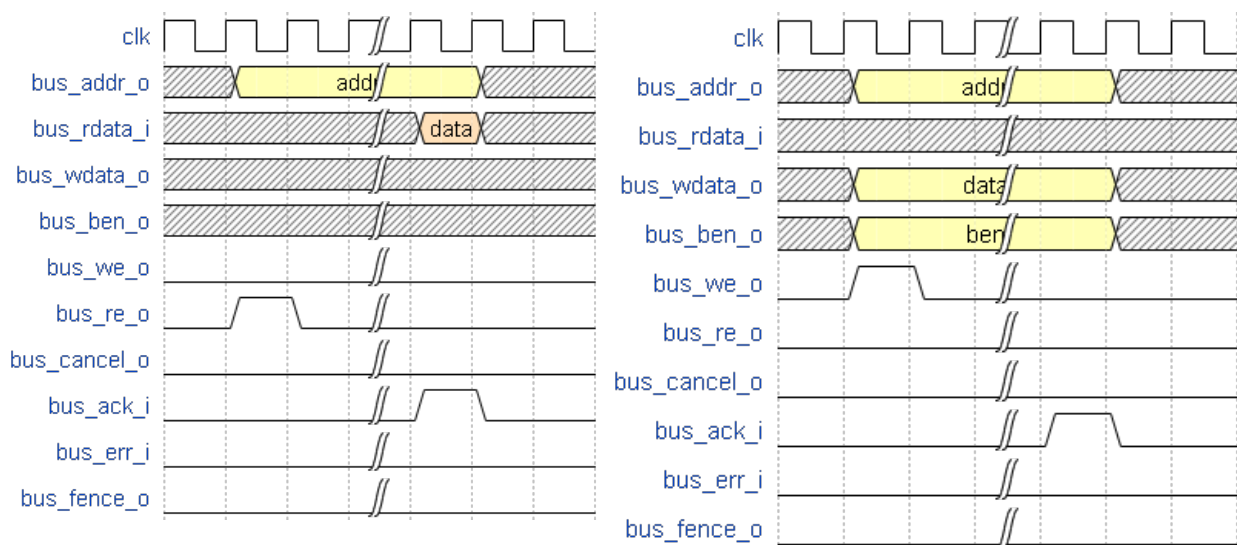 clk
bus_addr_o
addr
bus_rdata_i
data
bus_wdata_o
bus_ben_o
bus_we_o
bus_re_o
bus_cancel_o
bus_ack_i
bus_err_i
bus_fence_o
clk
bus_addr_o
addr
bus_rdata_i
bus_wdata_o
data
bus_ben_o
ben
bus_we_o
bus_re_o
bus_cancel_o
bus_ack_i
bus_err_i
bus_fence_o